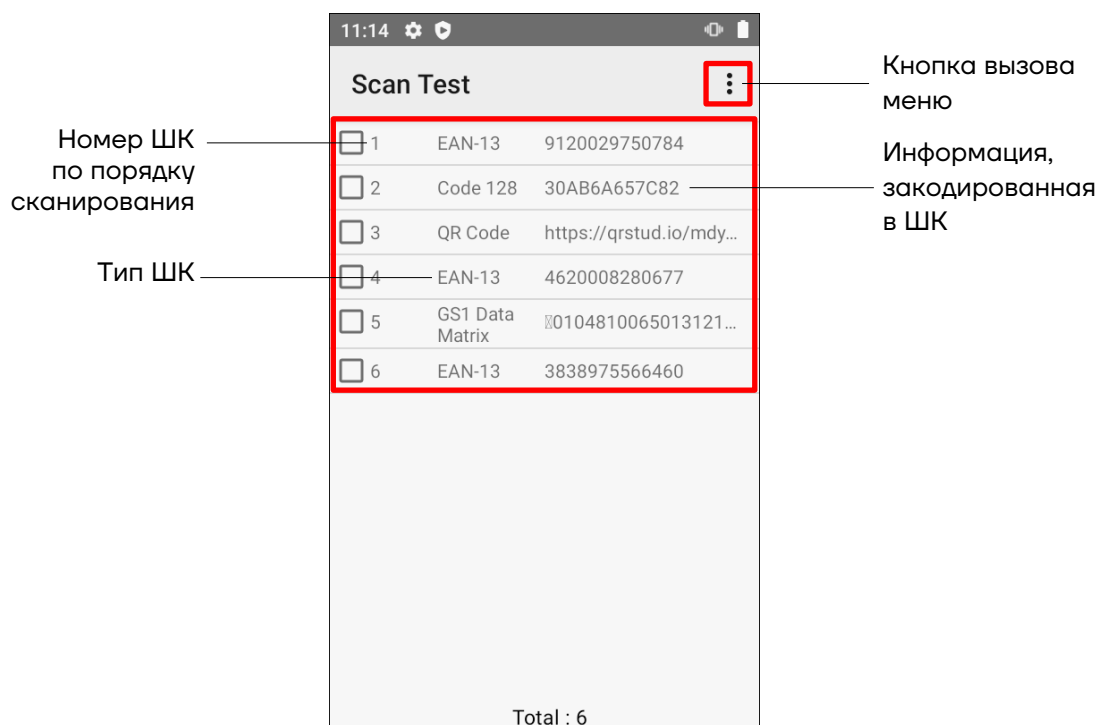 11:14
Scan Test
Кнопка вызова
меню
Номер ШК
по порядку
сканирования
1 EAN-13 9120029750784
Информация,
закодированная
в ШК
2 Code 128 30AB6A657C82
3 QR Code https://qrstud.io/mdy…
Тип ШК
4 EAN-13 4620008280677
5 GS1 Data
Matrix 0104810065013121…
6 EAN-13 3838975566460
Total : 6